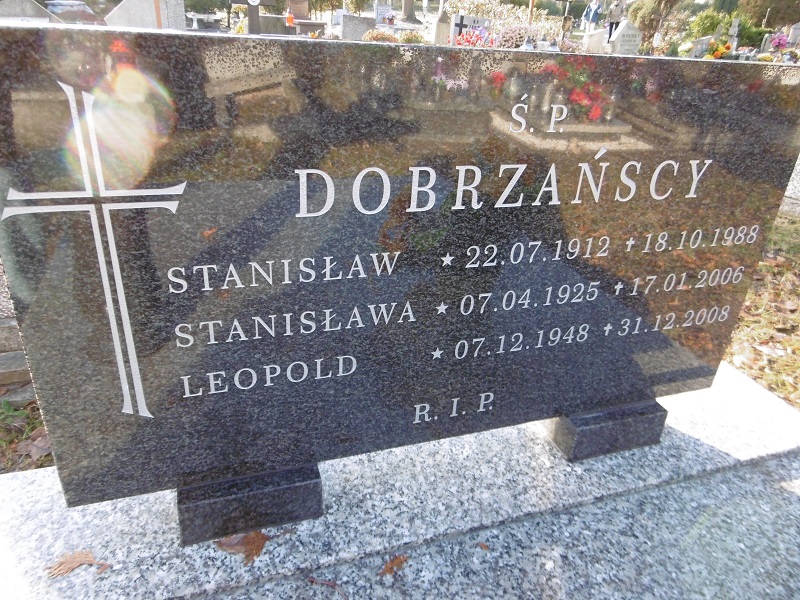 Ś. P.
DOBRZAŃSCY
STANISŁAW ★ 22.07.1912 ✝ 18.10.1988
STANISŁAWA ★ 07.04.1925 ✝ 17.01.2006
LEOPOLD ★ 07.12.1948 ✝ 31.12.2008
R. I. P.